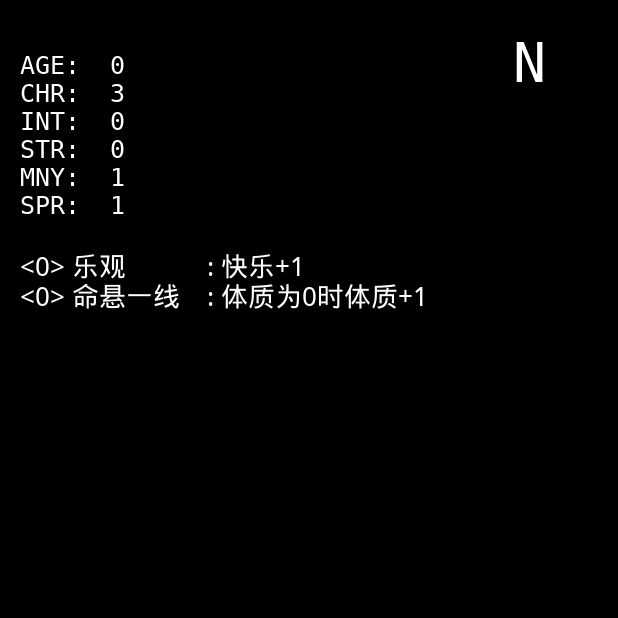 N
AGE: 0
CHR: 3
INT: 0
STR: 0
MNY: 1
SPR: 1
<0> 乐观 : 快乐+1
<0> 命悬一线 : 体质为0时体质+1